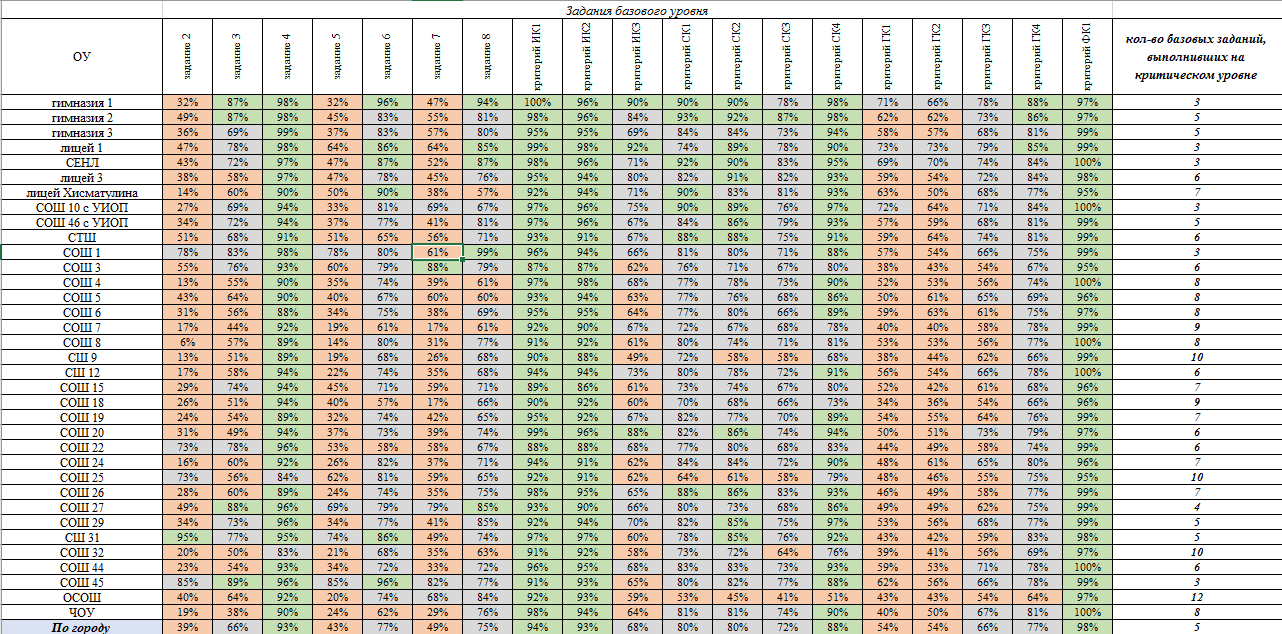 Задания базового уровня
ОУ задание 2 задание 3 задание 4 задание 5 задание 6 задание 7 задание 8 критерий ИК1 критерий ИК2 критерий ИК3 критерий СК1 критерий СК2 критерий СК3 критерий СК4 критерий ГК1 критерий ГК2 критерий ГК3 критерий ГК4 критерий ФК1 кол-во базовых заданий, выполнивших на критическом уровне
гимназия 1 32% 87% 98% 32% 96% 47% 94% 100% 96% 90% 90% 90% 78% 98% 71% 66% 78% 88% 97% 3
гимназия 2 49% 87% 98% 45% 83% 55% 81% 98% 96% 84% 93% 92% 87% 98% 62% 62% 73% 86% 97% 5
гимназия 3 36% 69% 99% 37% 83% 57% 80% 95% 95% 69% 84% 84% 73% 94% 58% 57% 68% 81% 99% 5
лицей 1 47% 78% 98% 64% 86% 64% 85% 99% 98% 92% 74% 89% 78% 90% 73% 73% 79% 85% 99% 3
СЕНЛ 43% 72% 97% 47% 87% 52% 87% 98% 96% 71% 92% 90% 83% 95% 69% 70% 74% 84% 100% 3
лицей 3 38% 58% 97% 47% 78% 45% 76% 95% 94% 80% 82% 91% 82% 93% 59% 54% 72% 84% 98% 6
лицей Хисматулина 14% 60% 90% 50% 90% 38% 57% 92% 94% 71% 90% 83% 81% 93% 63% 50% 68% 77% 95% 7
СОШ 10 с УИОП 27% 69% 94% 33% 81% 69% 67% 97% 96% 75% 90% 89% 76% 97% 72% 64% 71% 84% 100% 3
СОШ 46 с УИОП 34% 72% 94% 37% 77% 41% 81% 97% 96% 67% 84% 86% 79% 93% 57% 59% 68% 81% 99% 5
СТШ 51% 68% 91% 51% 65% 56% 71% 93% 91% 67% 88% 88% 75% 91% 59% 64% 74% 81% 99% 6
СОШ 1 78% 83% 98% 78% 80% 61% 99% 96% 94% 66% 81% 80% 71% 88% 57% 54% 66% 75% 99% 3
СОШ 3 55% 76% 93% 60% 79% 88% 79% 87% 87% 62% 76% 71% 67% 80% 38% 43% 54% 67% 95% 6
СОШ 4 13% 55% 90% 35% 74% 39% 61% 97% 98% 68% 77% 78% 73% 90% 52% 53% 56% 74% 100% 8
СОШ 5 43% 64% 90% 40% 67% 60% 60% 93% 94% 63% 77% 76% 68% 86% 50% 61% 65% 69% 96% 8
СОШ 6 31% 56% 88% 34% 75% 38% 69% 95% 95% 64% 77% 80% 66% 89% 59% 63% 61% 75% 97% 8
СОШ 7 17% 44% 92% 19% 61% 17% 61% 92% 90% 67% 72% 67% 68% 78% 40% 40% 58% 78% 99% 9
СОШ 8 6% 57% 89% 14% 80% 31% 77% 91% 92% 61% 80% 74% 71% 81% 53% 53% 56% 77% 100% 8
СШ 9 13% 51% 89% 19% 68% 26% 68% 90% 88% 49% 72% 58% 58% 68% 38% 44% 62% 66% 99% 10
СШ 12 17% 58% 94% 22% 74% 35% 68% 94% 94% 73% 80% 78% 72% 91% 56% 54% 66% 78% 100% 6
СОШ 15 29% 74% 94% 45% 71% 59% 71% 89% 86% 61% 73% 74% 67% 80% 52% 42% 61% 68% 96% 7
СОШ 18 26% 51% 94% 40% 57% 17% 66% 90% 92% 60% 70% 68% 66% 73% 34% 36% 54% 66% 96% 9
СОШ 19 24% 54% 89% 32% 74% 42% 65% 95% 92% 67% 82% 77% 70% 89% 54% 55% 64% 76% 99% 7
СОШ 20 31% 49% 94% 37% 73% 39% 74% 99% 96% 88% 82% 86% 74% 94% 50% 51% 73% 79% 97% 6
СОШ 22 73% 78% 96% 53% 58% 58% 67% 88% 88% 68% 77% 80% 68% 83% 44% 49% 58% 74% 99% 6
СОШ 24 16% 60% 92% 26% 82% 37% 71% 94% 91% 62% 84% 84% 72% 90% 48% 61% 65% 80% 96% 7
СОШ 25 73% 56% 84% 62% 81% 59% 65% 92% 91% 62% 64% 61% 58% 79% 48% 46% 55% 75% 95% 10
СОШ 26 28% 60% 89% 24% 74% 35% 75% 98% 95% 65% 88% 86% 83% 93% 46% 49% 58% 77% 99% 7
СОШ 27 49% 88% 96% 69% 79% 79% 85% 93% 90% 66% 80% 73% 68% 86% 49% 49% 62% 75% 99% 4
СОШ 29 34% 73% 96% 34% 77% 41% 85% 92% 94% 70% 82% 85% 75% 97% 53% 56% 68% 77% 99% 5
СШ 31 95% 77% 95% 74% 86% 49% 74% 97% 97% 60% 78% 85% 76% 92% 43% 42% 59% 83% 98% 5
СОШ 32 20% 50% 83% 21% 68% 35% 63% 91% 92% 58% 73% 72% 64% 76% 39% 41% 56% 69% 97% 10
СОШ 44 23% 54% 93% 34% 72% 33% 72% 96% 95% 68% 83% 83% 73% 93% 59% 53% 71% 78% 100% 6
СОШ 45 85% 89% 96% 85% 96% 82% 77% 91% 93% 65% 80% 82% 77% 88% 62% 56% 66% 78% 99% 3
ОСОШ 40% 64% 92% 20% 74% 68% 84% 92% 93% 59% 53% 45% 41% 51% 43% 43% 54% 64% 97% 12
ЧОУ 19% 38% 90% 24% 62% 29% 76% 98% 94% 64% 81% 81% 74% 90% 40% 50% 67% 81% 100% 8
По городу 39% 66% 93% 43% 77% 49% 75% 94% 93% 68% 80% 80% 72% 88% 54% 54% 66% 77% 98% 5